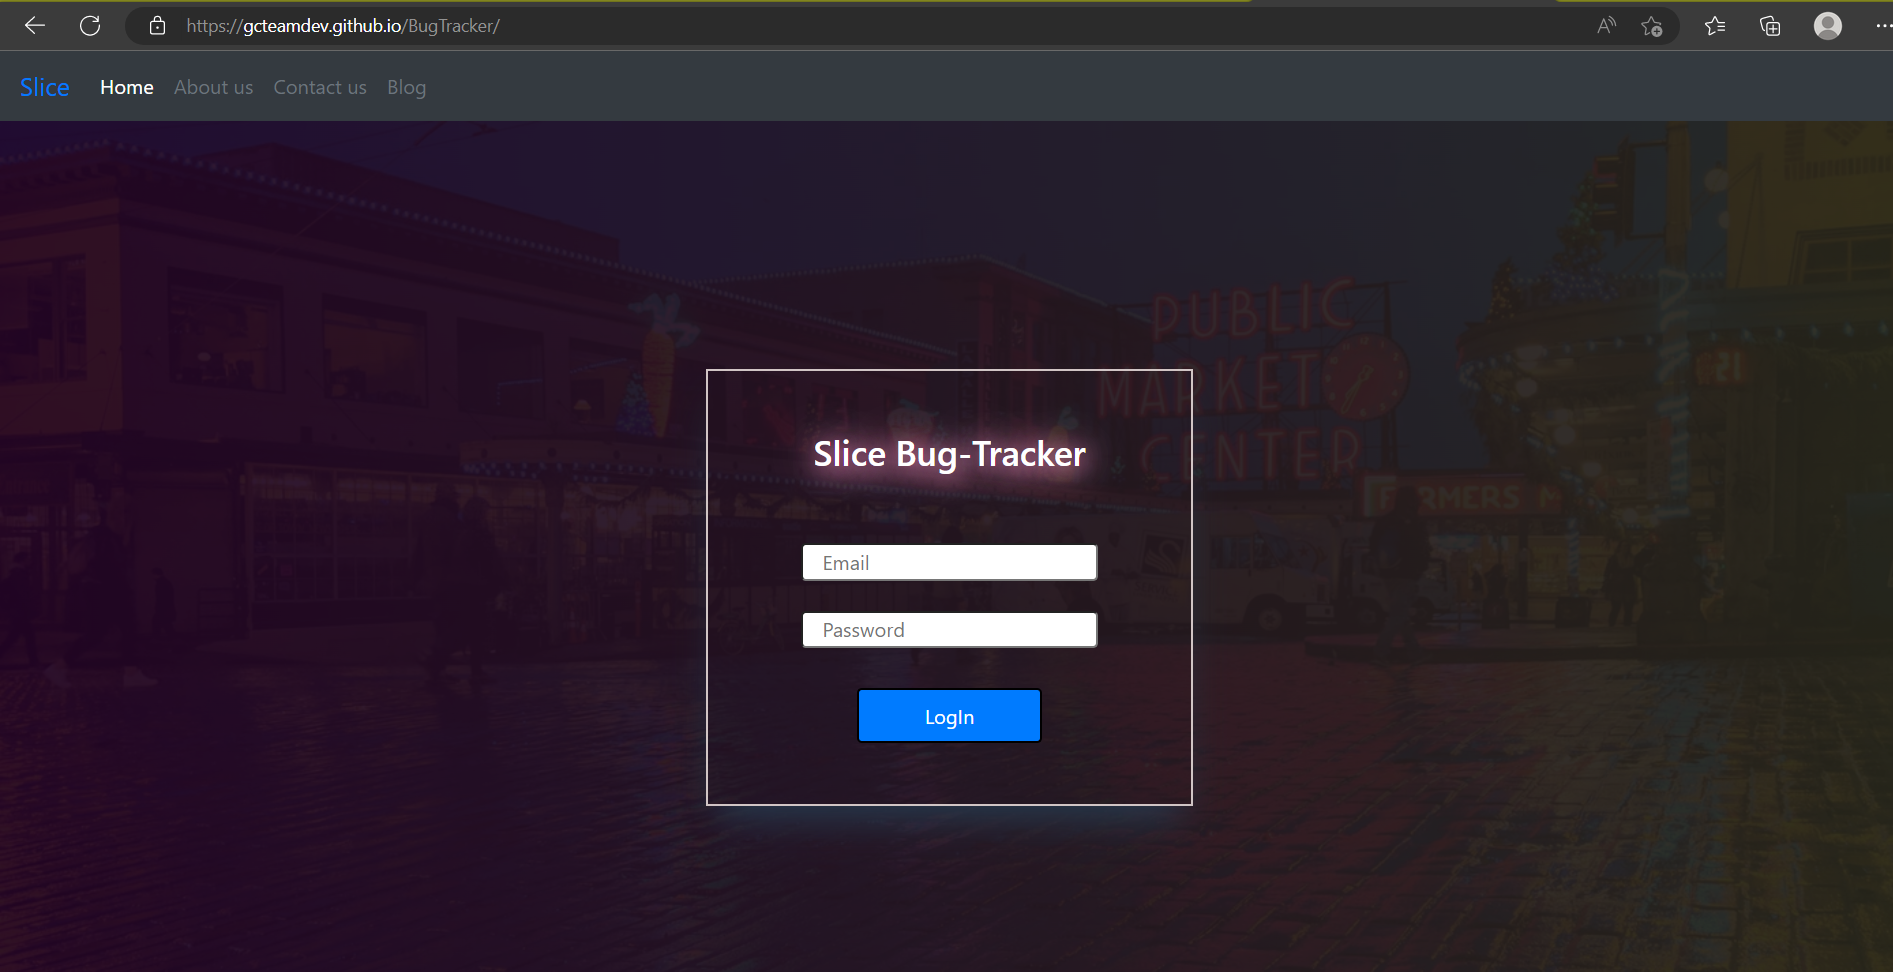 https://gcteamdev.github.io/BugTracker/
Slice Home About us Contact us Blog
PUBLIC
MARKET
CENTER
FARMERS M
Slice Bug-Tracker
Email
Password
LogIn